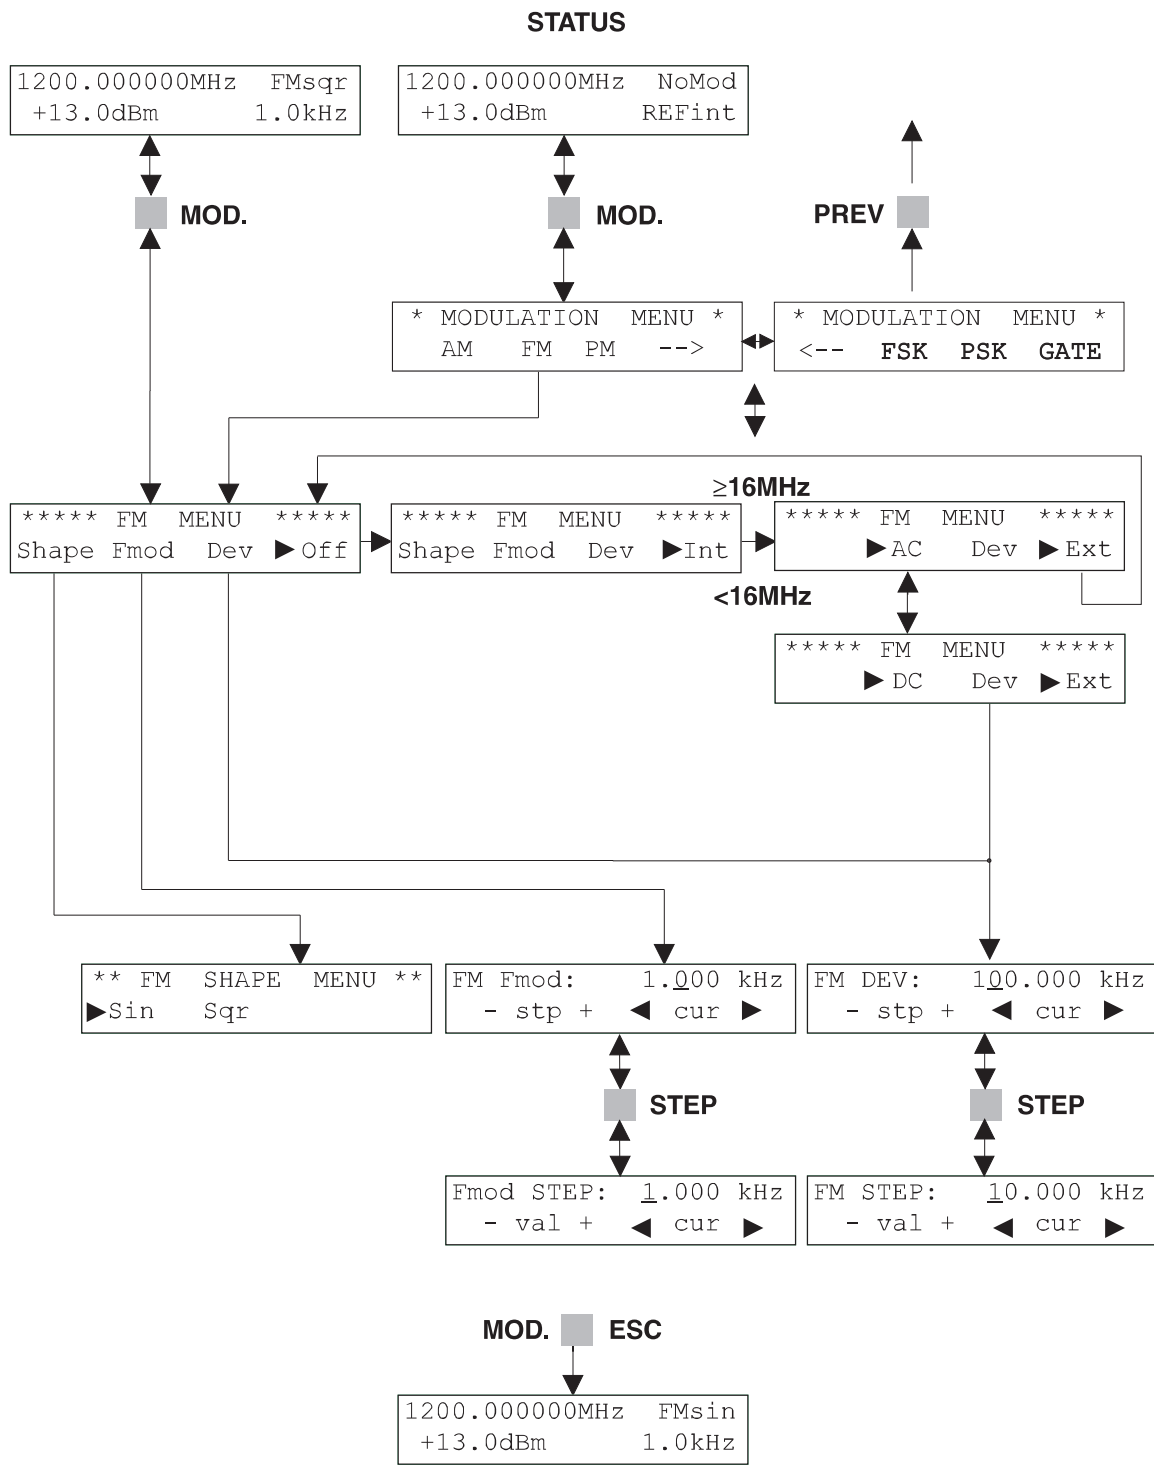 STATUS
1200.000000MHz FMsqr
+13.0dBm 1.0kHz
1200.000000MHz NoMod
+13.0dBm REFint
MOD.
MOD.
PREV
* MODULATION MENU *
AM FM PM -->
* MODULATION MENU *
<-- FSK PSK GATE
≥16MHz
***** FM MENU *****
Shape Fmod Dev ▶Off
***** FM MENU *****
Shape Fmod Dev ▶Int
***** FM MENU *****
▶AC Dev ▶Ext
<16MHz
***** FM MENU *****
▶DC Dev ▶Ext
** FM SHAPE MENU **
▶Sin Sqr
FM Fmod: 1.000 kHz
- stp + ◀ cur ▶
FM DEV: 100.000 kHz
- stp + ◀ cur ▶
STEP
STEP
Fmod STEP: 1.000 kHz
- val + ◀ cur ▶
FM STEP: 10.000 kHz
- val + ◀ cur ▶
MOD. ESC
1200.000000MHz FMsin
+13.0dBm 1.0kHz